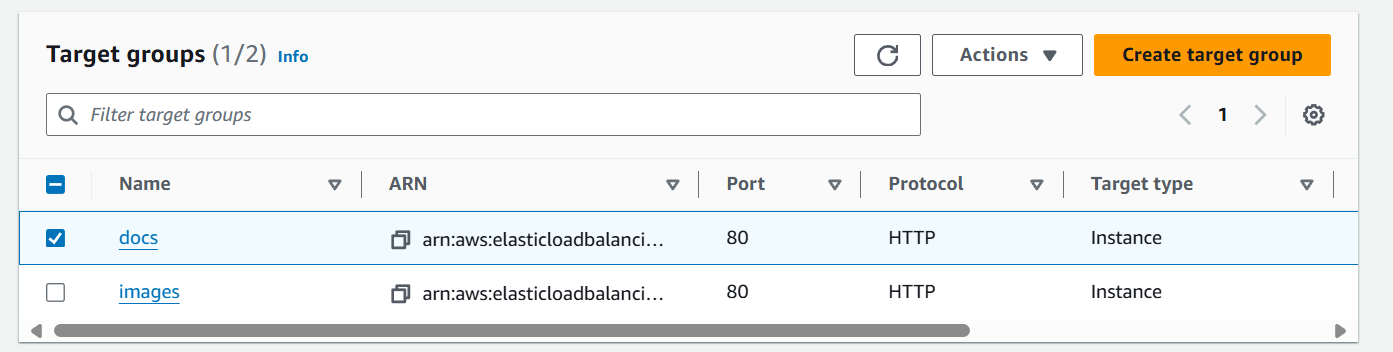 Target groups (1/2) Info
Actions
Create target group
Filter target groups
1
Name ARN Port Protocol Target type
docs arn:aws:elasticloadbalanci... 80 HTTP Instance
images arn:aws:elasticloadbalanci... 80 HTTP Instance